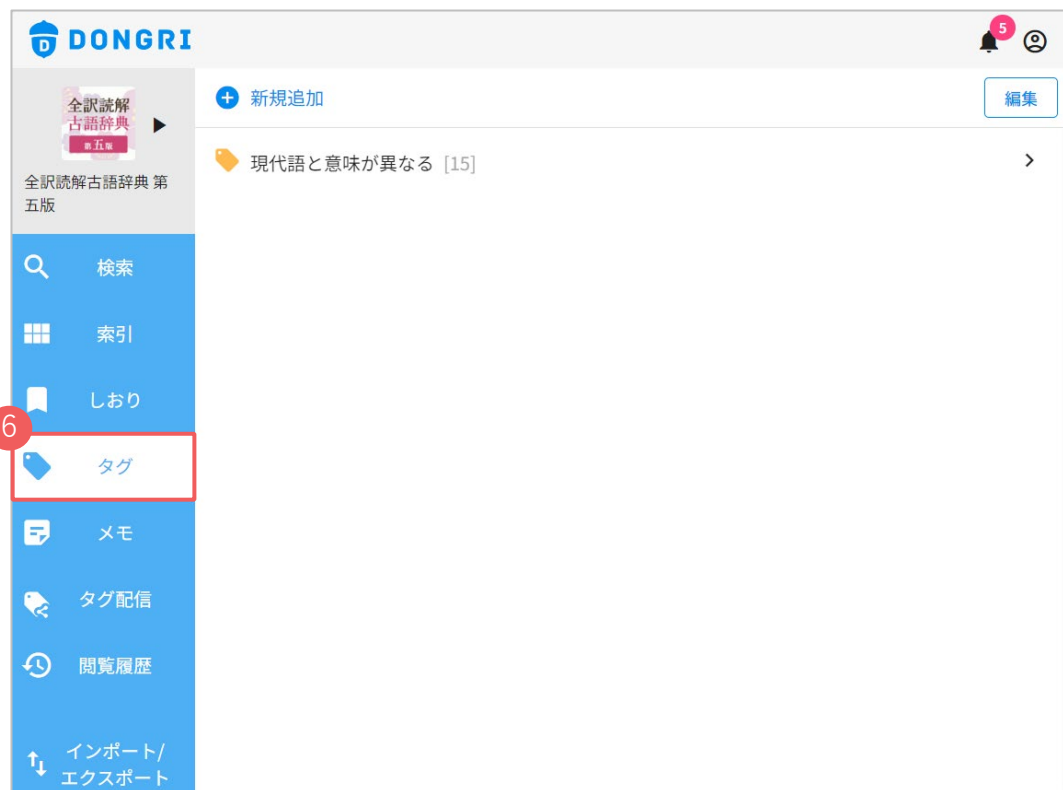 DONGRI
5
全訳読解
古語辞典
第五版
全訳読解古語辞典 第
五版
新規追加
編集
現代語と意味が異なる [15]
検索
索引
しおり
6
タグ
メモ
タグ配信
閲覧履歴
インポート/
エクスポート